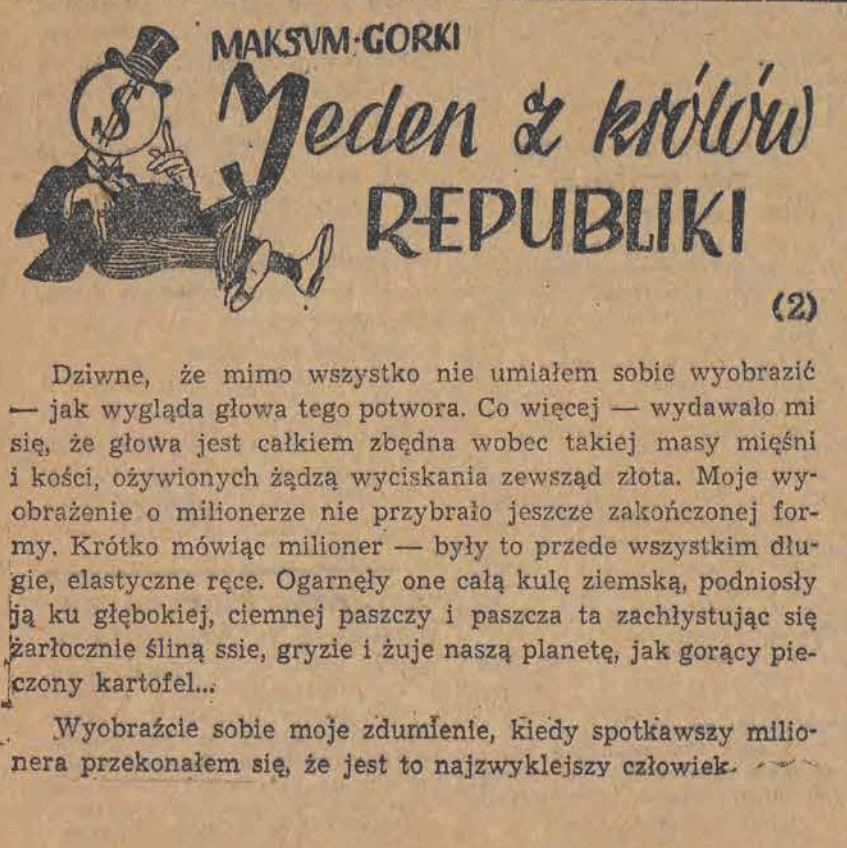 MAKSYM·GORKI
Jeden z królów
REPUBLIKI
$
(2)
Dziwne, że mimo wszystko nie umiałem sobie wyobrazić
— jak wygląda głowa tego potwora. Co więcej — wydawało mi
się, że głowa jest całkiem zbędna wobec takiej masy mięśni
i kości, ożywionych żądzą wyciskania zewsząd złota. Moje wy-
obrażenie o milionerze nie przybrało jeszcze zakończonej for-
my. Krótko mówiąc milioner — były to przede wszystkim dłu-
gie, elastyczne ręce. Ogarnęły one całą kulę ziemską, podniosły
ją ku głębokiej, ciemnej paszczy i paszcza ta zachłystując się
żarłocznie śliną ssie, gryzie i żuje naszą planetę, jak gorący pie-
czony kartofel...
Wyobraźcie sobie moje zdumienie, kiedy spotkawszy milio-
nera przekonałem się, że jest to najzwyklejszy człowiek.